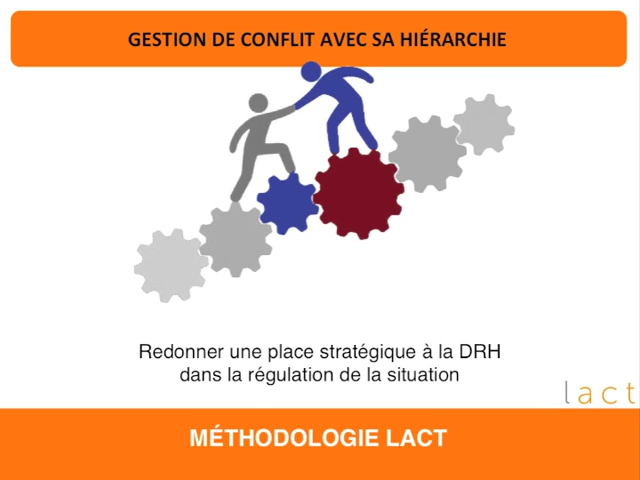 GESTION DE CONFLIT AVEC SA HIÉRARCHIE
Redonner une place stratégique à la DRH
dans la régulation de la situation
lact
MÉTHODOLOGIE LACT